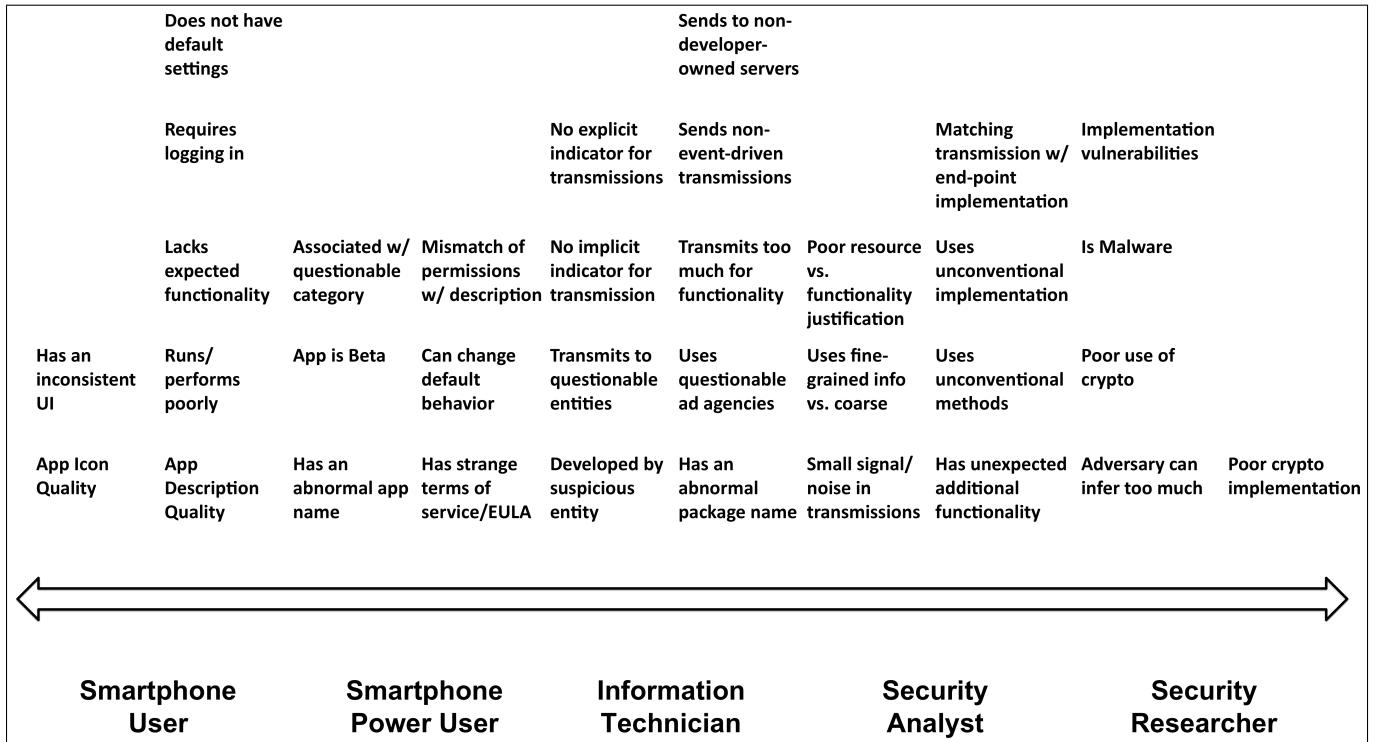 Does not have
default
settings
Sends to non-
developer-
owned servers
Requires
logging in
No explicit
indicator for
transmissions
Sends non-
event-driven
transmissions
Matching
transmission w/
end-point
implementation
Implementation
vulnerabilities
Lacks
expected
functionality
Associated w/
questionable
category
Mismatch of
permissions
w/ description
No implicit
indicator for
transmission
Transmits too
much for
functionality
Poor resource
vs.
functionality
justification
Uses
unconventional
implementation
Is Malware
Has an
inconsistent
UI
Runs/
performs
poorly
App is Beta
Can change
default
behavior
Transmits to
questionable
entities
Uses
questionable
ad agencies
Uses fine-
grained info
vs. coarse
Uses
unconventional
methods
Poor use of
crypto
App Icon
Quality
App
Description
Quality
Has an
abnormal app
name
Has strange
terms of
service/EULA
Developed by
suspicious
entity
Has an
abnormal
package name
Small signal/
noise in
transmissions
Has unexpected
additional
functionality
Adversary can
infer too much
Poor crypto
implementation
Smartphone
User
Smartphone
Power User
Information
Technician
Security
Analyst
Security
Researcher